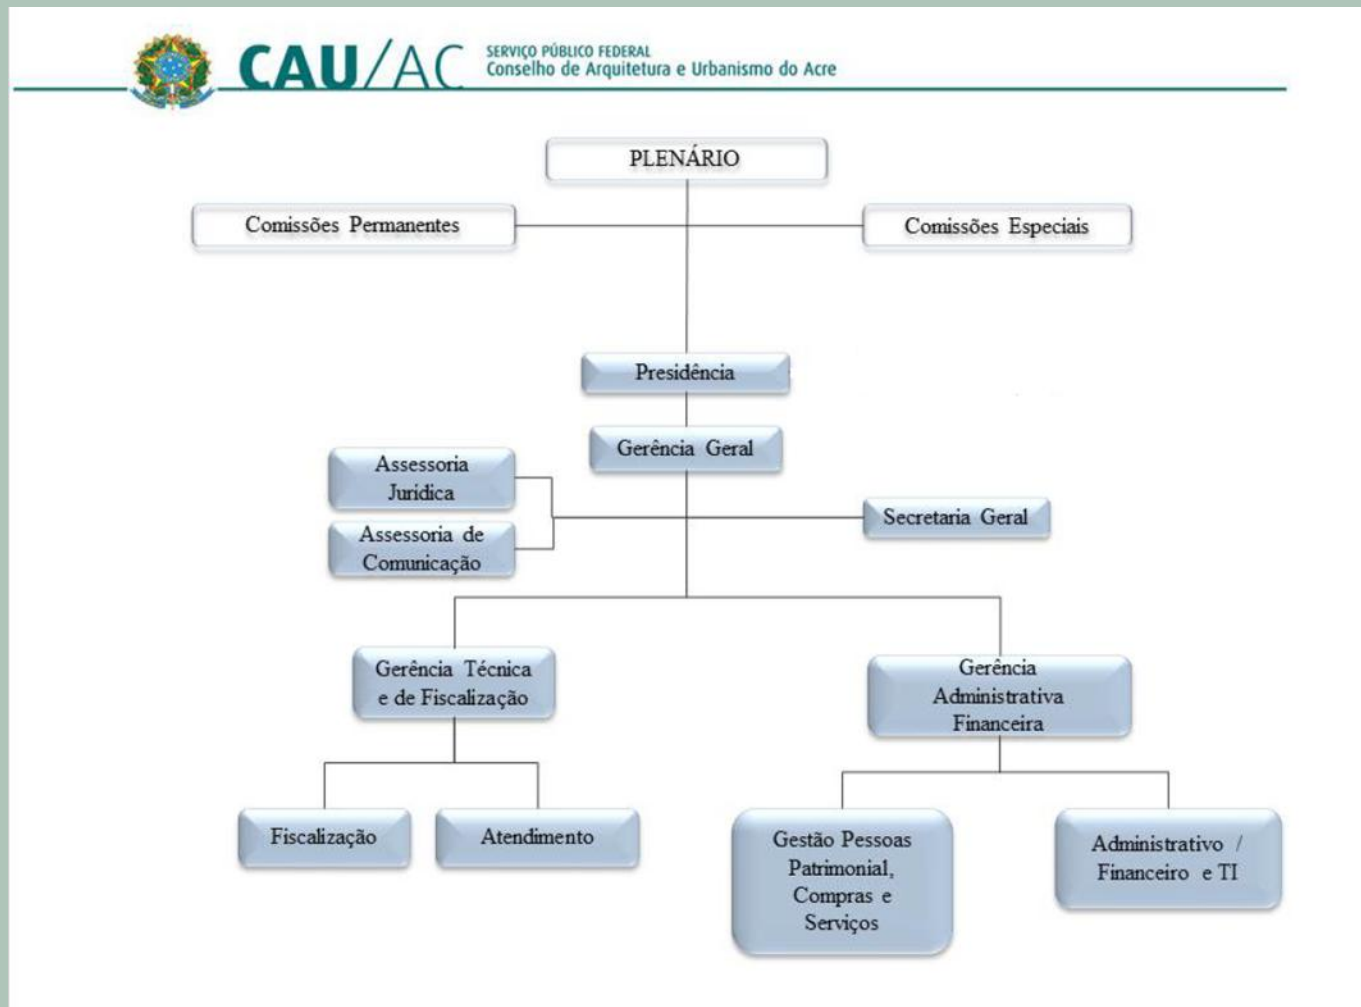 CAU/AC
SERVIÇO PÚBLICO FEDERAL
Conselho de Arquitetura e Urbanismo do Acre
PLENÁRIO
Comissões Permanentes
Comissões Especiais
Presidência
Gerência Geral
Assessoria
Jurídica
Secretaria Geral
Assessoria de
Comunicação
Gerência Técnica
e de Fiscalização
Gerência
Administrativa
Financeira
Fiscalização
Atendimento
Gestão Pessoas
Patrimonial,
Compras e
Serviços
Administrativo /
Financeiro e TI